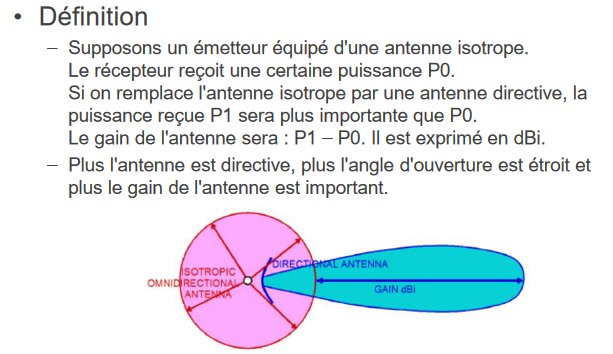 • Définition
– Supposons un émetteur équipé d'une antenne isotrope.
Le récepteur reçoit une certaine puissance P0.
Si on remplace l'antenne isotrope par une antenne directive, la
puissance reçue P1 sera plus importante que P0.
Le gain de l'antenne sera : P1 – P0. Il est exprimé en dBi.
– Plus l'antenne est directive, plus l'angle d'ouverture est étroit et
plus le gain de l'antenne est important.
ISOTROPIC
OMNIDIRECTIONAL
ANTENNA
DIRECTIONAL ANTENNA
GAIN dBi